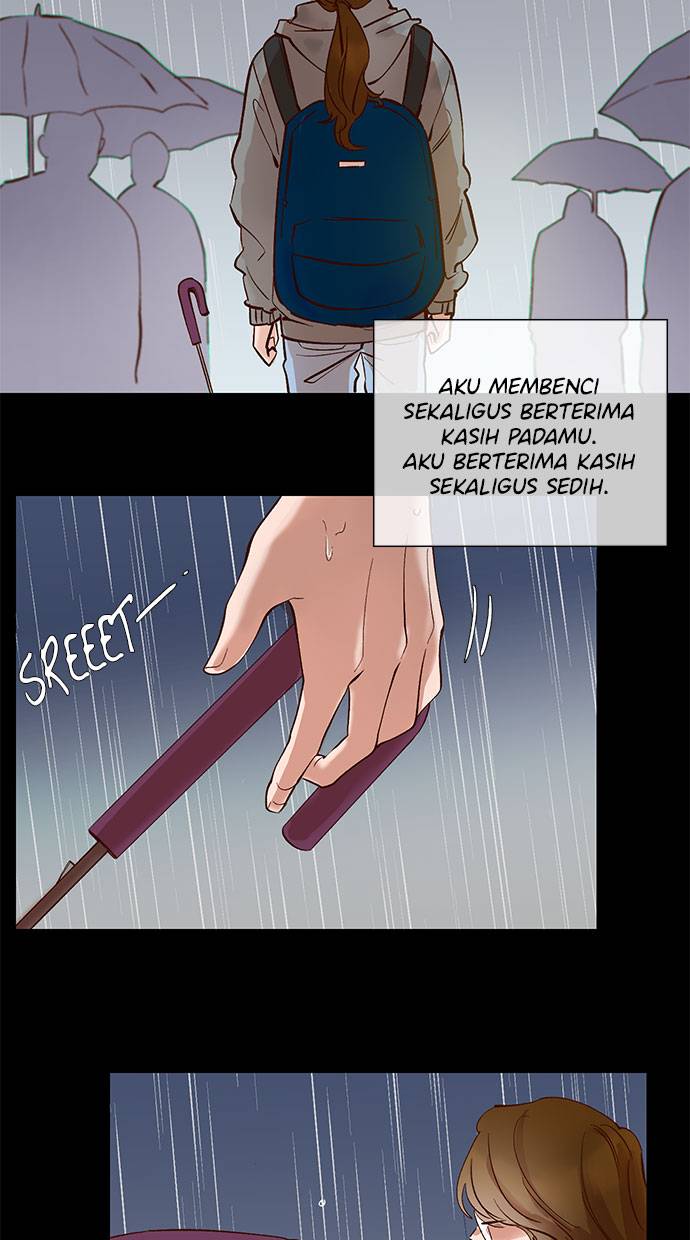 AKU MEMBENCI
SEKALIGUS BERTERIMA
KASIH PADAMU.
AKU BERTERIMA KASIH
SEKALIGUS SEDIH.
SREEET—